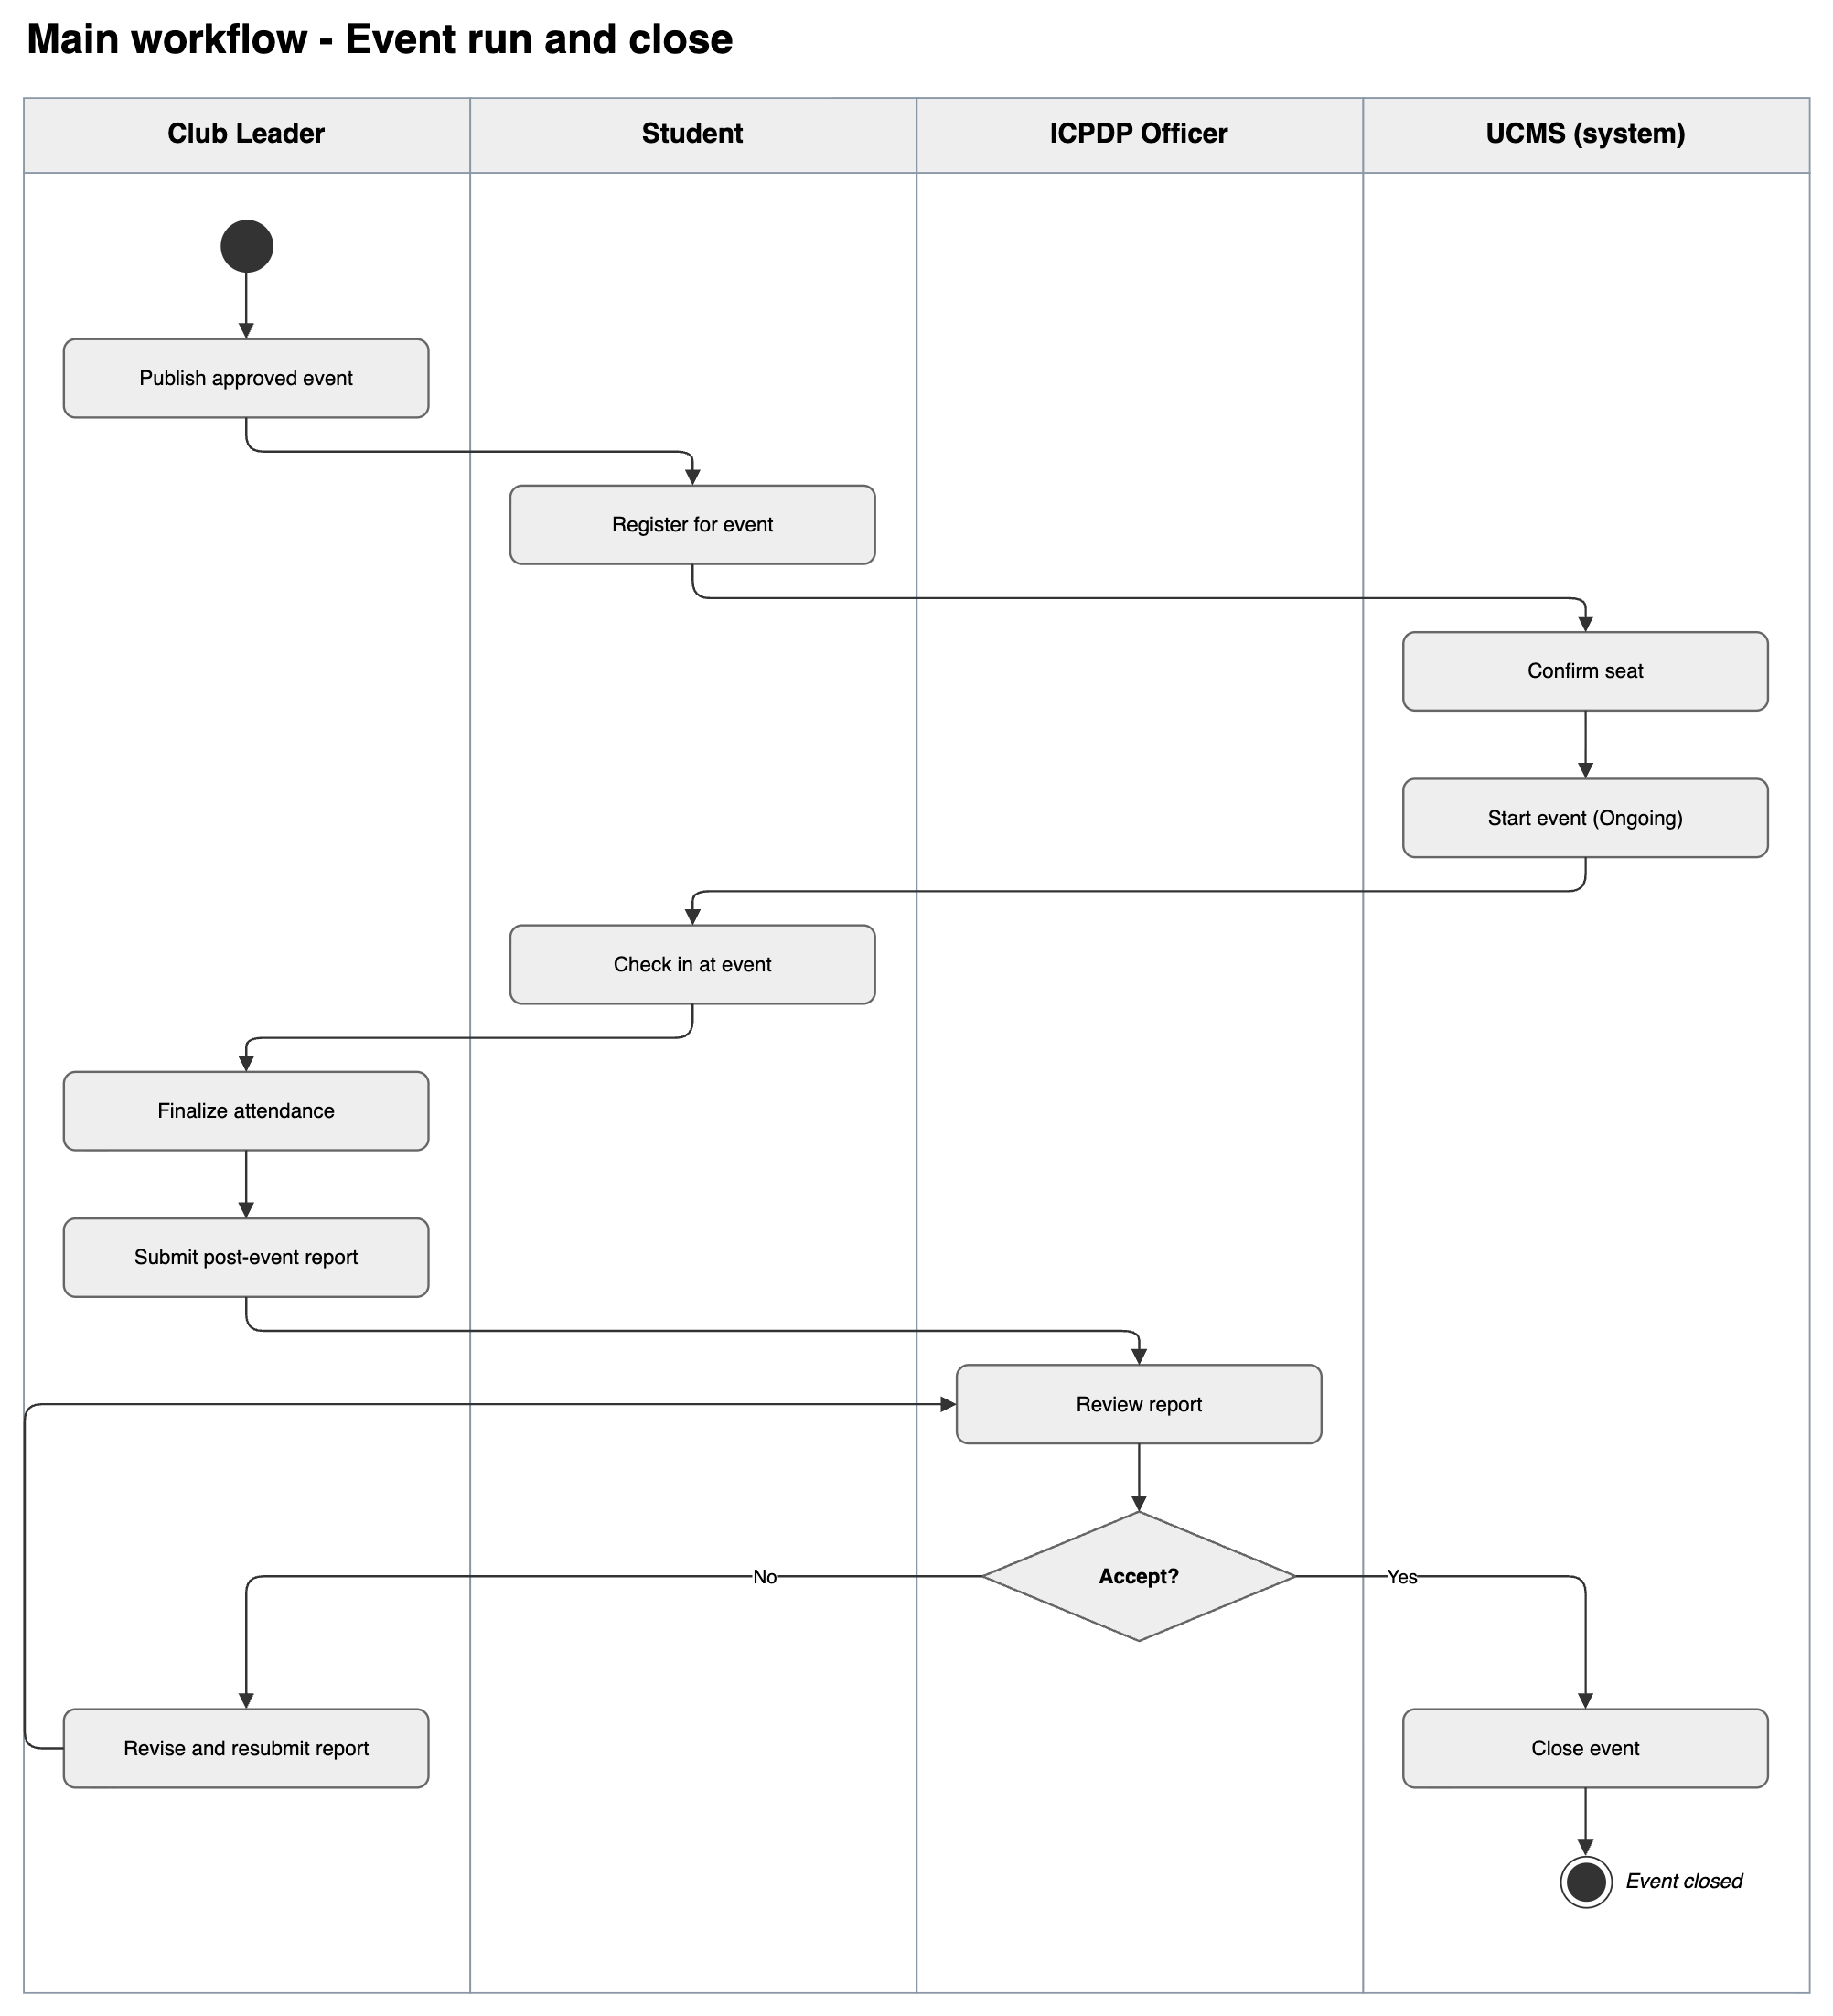 Main workflow - Event run and close
Club Leader
Student
ICPDP Officer
UCMS (system)
Publish approved event
Register for event
Confirm seat
Start event (Ongoing)
Check in at event
Finalize attendance
Submit post-event report
Review report
Accept?
No
Yes
Revise and resubmit report
Close event
Event closed